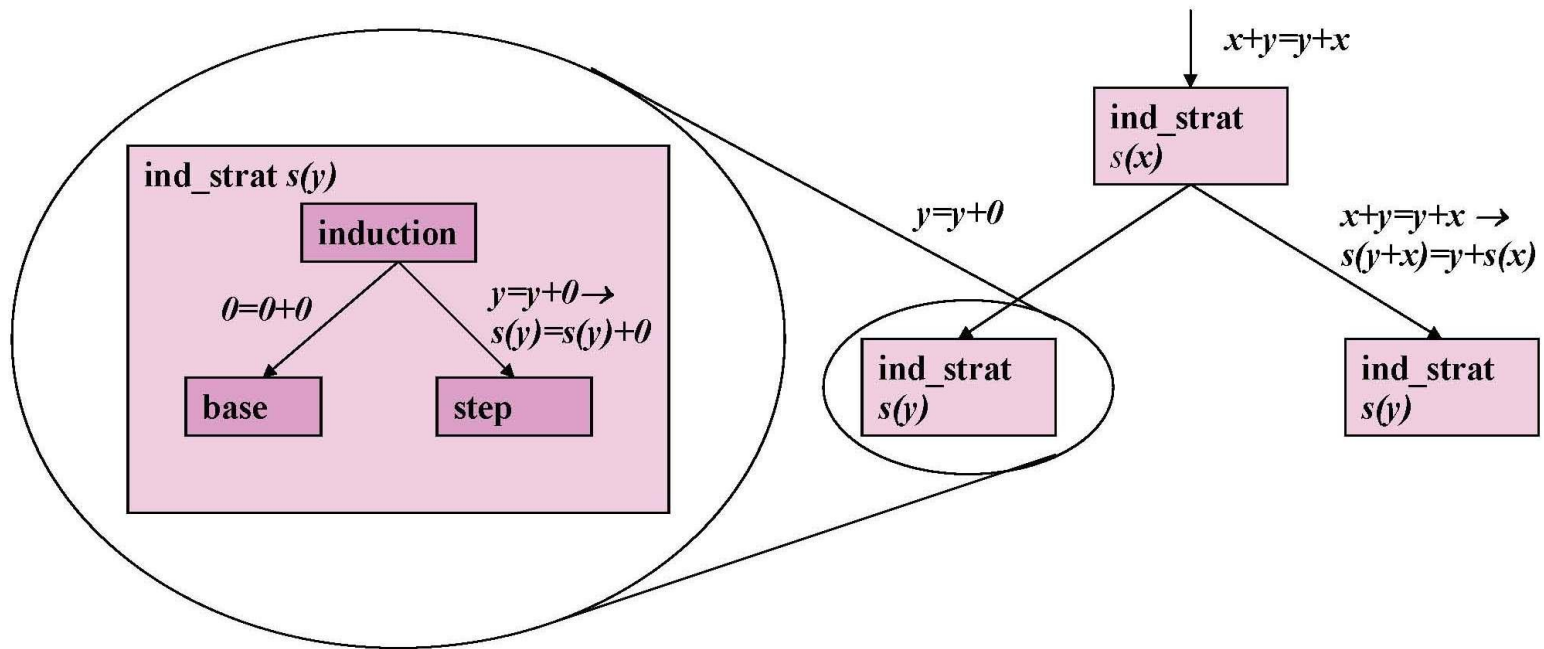 ind_strat s(y)
induction
0=0+0
y=y+0→
s(y)=s(y)+0
base
step
x+y=y+x
ind_strat
s(x)
y=y+0
x+y=y+x →
s(y+x)=y+s(x)
ind_strat
s(y)
ind_strat
s(y)